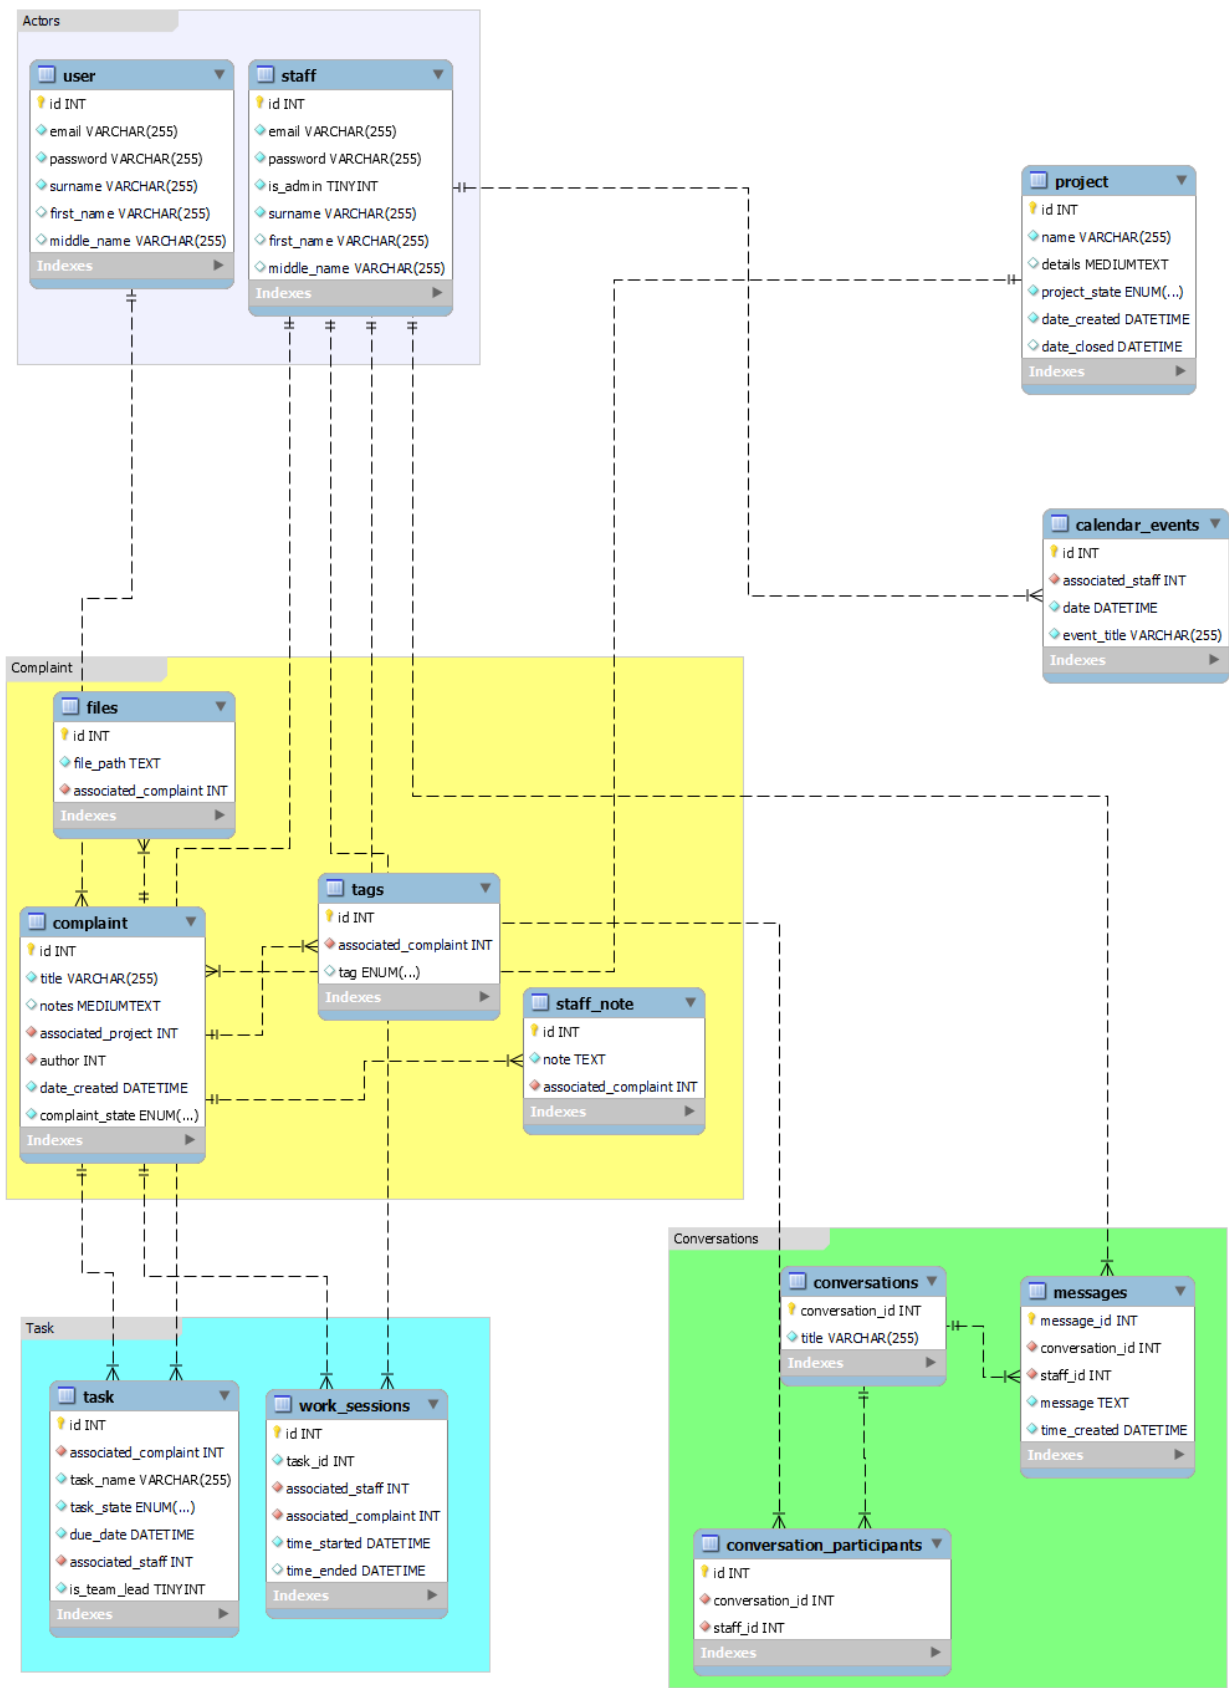 Actors
user
id INT
email VARCHAR(255)
password VARCHAR(255)
surname VARCHAR(255)
first_name VARCHAR(255)
middle_name VARCHAR(255)
Indexes
staff
id INT
email VARCHAR(255)
password VARCHAR(255)
is_admin TINYINT
surname VARCHAR(255)
first_name VARCHAR(255)
middle_name VARCHAR(255)
Indexes
project
id INT
name VARCHAR(255)
details MEDIUMTEXT
project_state ENUM(...)
date_created DATETIME
date_closed DATETIME
Indexes
calendar_events
id INT
associated_staff INT
date DATETIME
event_title VARCHAR(255)
Indexes
Complaint
files
id INT
file_path TEXT
associated_complaint INT
Indexes
complaint
id INT
title VARCHAR(255)
notes MEDIUMTEXT
associated_project INT
author INT
date_created DATETIME
complaint_state ENUM(...)
Indexes
tags
id INT
associated_complaint INT
tag ENUM(...)
Indexes
staff_note
id INT
note TEXT
associated_complaint INT
Indexes
Task
task
id INT
associated_complaint INT
task_name VARCHAR(255)
task_state ENUM(...)
due_date DATETIME
associated_staff INT
is_team_lead TINYINT
Indexes
work_sessions
id INT
task_id INT
associated_staff INT
associated_complaint INT
time_started DATETIME
time_ended DATETIME
Indexes
Conversations
conversations
conversation_id INT
title VARCHAR(255)
Indexes
messages
message_id INT
conversation_id INT
staff_id INT
message TEXT
time_created DATETIME
Indexes
conversation_participants
id INT
conversation_id INT
staff_id INT
Indexes